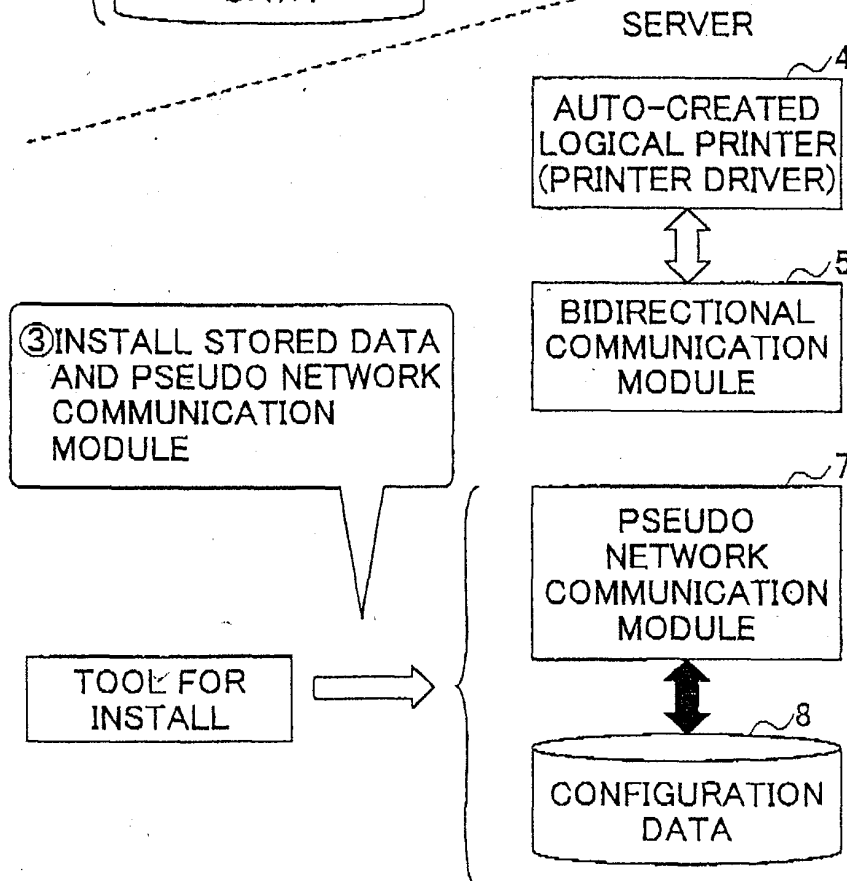 SERVER
4
AUTO-CREATED
LOGICAL PRINTER
(PRINTER DRIVER)
5
BIDIRECTIONAL
COMMUNICATION
MODULE
③INSTALL STORED DATA
AND PSEUDO NETWORK
COMMUNICATION
MODULE
7
PSEUDO
NETWORK
COMMUNICATION
MODULE
TOOL FOR
INSTALL
8
CONFIGURATION
DATA